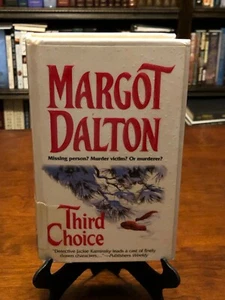 MARGOT
DALTON
Missing person? Murder victim? Or murderer?
Third
Choice
"Detective Jackie Kaminsky leads a cast of finely
drawn characters...."—Publishers Weekly